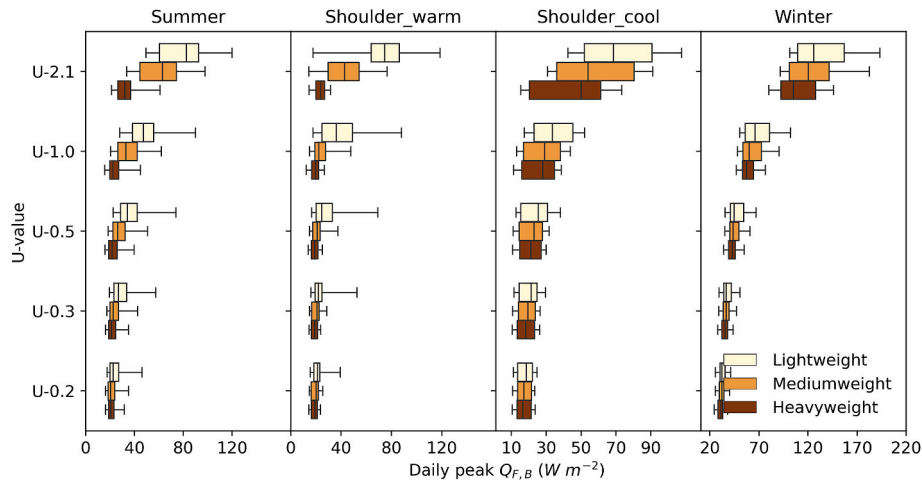 Summer Shoulder_warm Shoulder_cool Winter
U-value
U-2.1
U-1.0
U-0.5
U-0.3
U-0.2
Lightweight
Mediumweight
Heavyweight
0 40 80 120 0 40 80 120 10 30 50 70 90 20 70 120 170 220
Daily peak Q_{F,B} (W m⁻²)